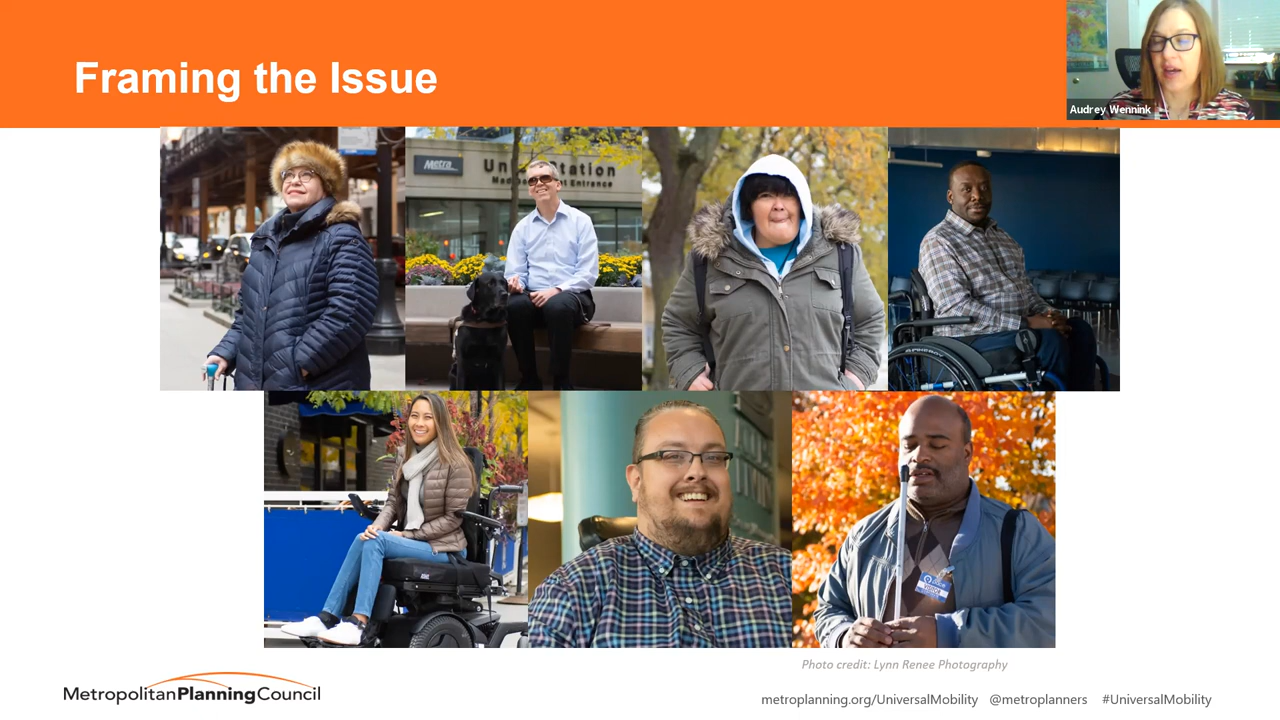 Framing the Issue
Audrey Wennink
Metra
Union Station
Entrance
Photo credit: Lynn Renee Photography
MetropolitanPlanningCouncil
metroplanning.org/UniversalMobility @metroplanners #UniversalMobility